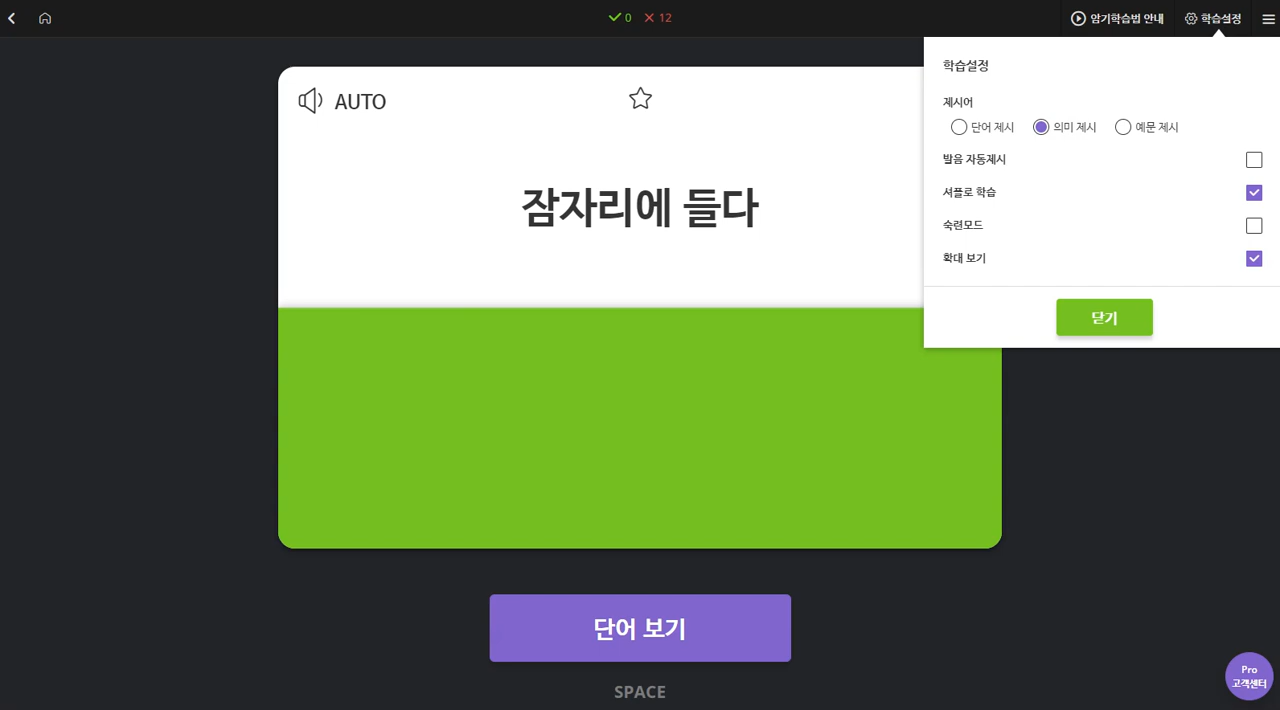 0 12
암기학습법 안내
학습설정
AUTO
잠자리에 들다
학습설정
제시어
단어 제시 의미 제시 예문 제시
발음 자동제시
셔플로 학습
숙련모드
확대 보기
닫기
단어 보기
SPACE
Pro
고객센터